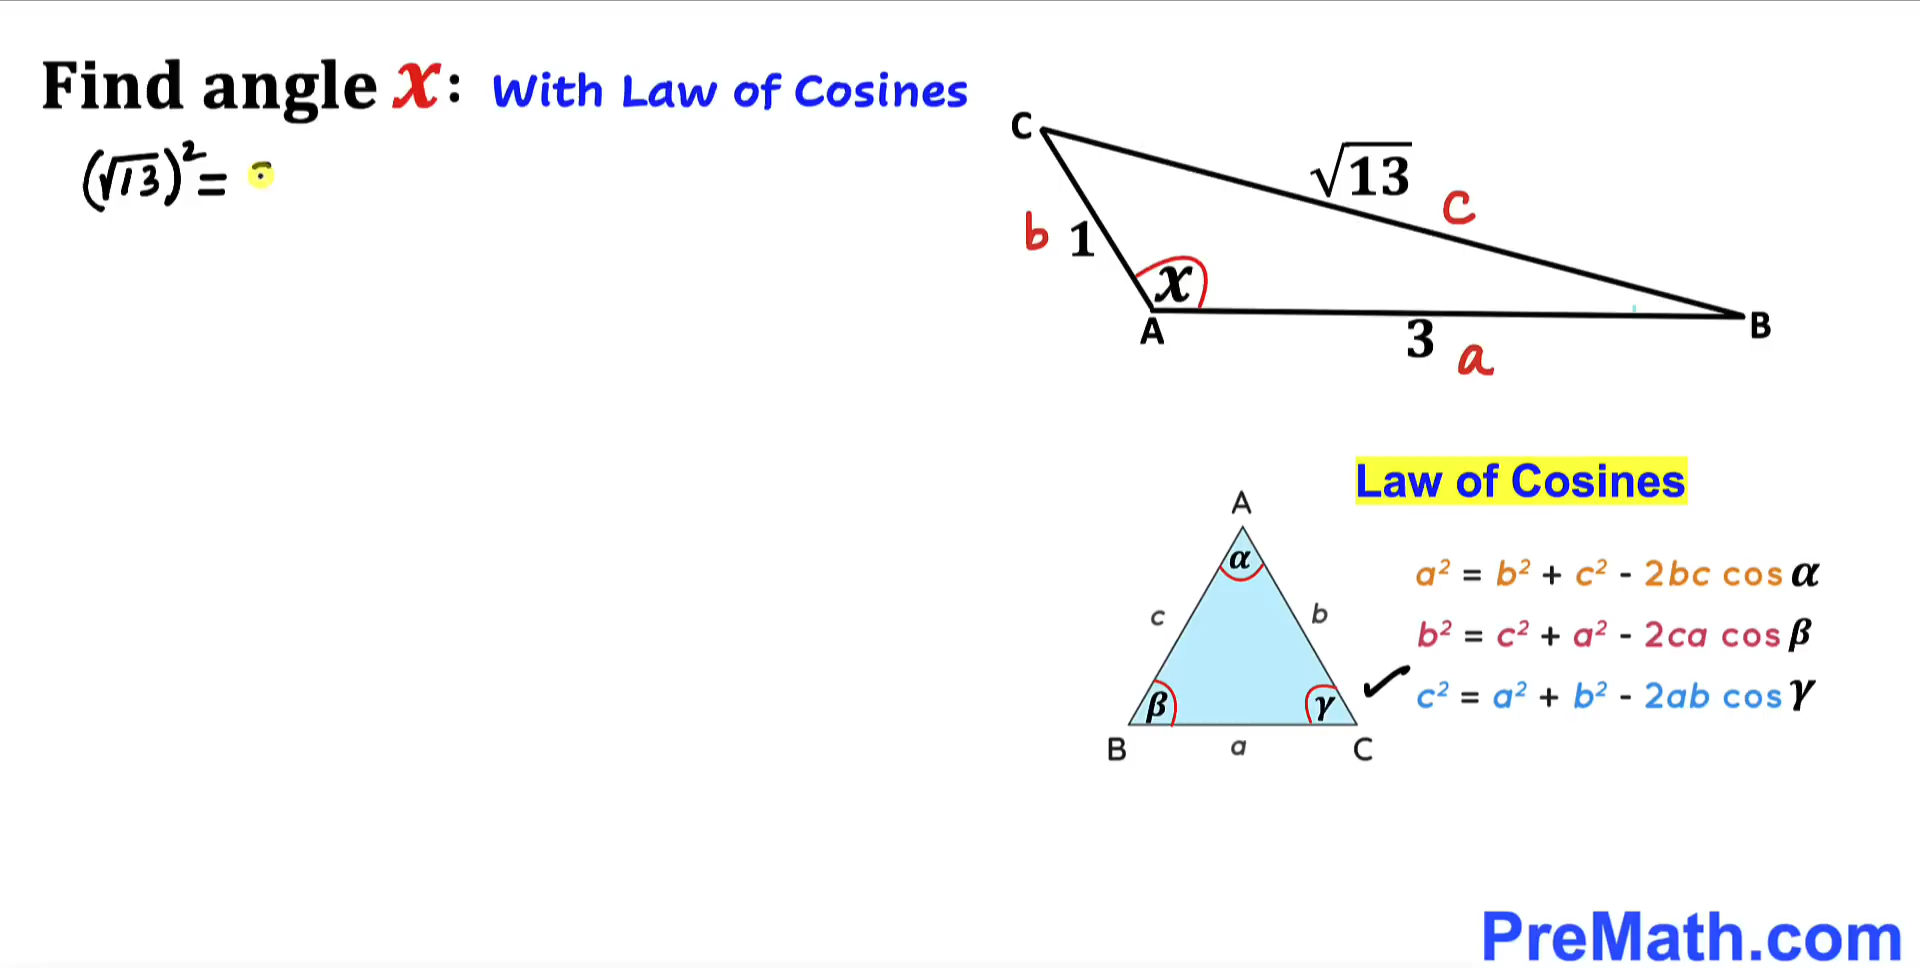 Find angle x: With Law of Cosines
(√13)² =
C
√13
c
b 1
x
A
B
3
a
Law of Cosines
A
α
a² = b² + c² - 2bc cos α
c
b
b² = c² + a² - 2ca cos β
✓ c² = a² + b² - 2ab cos γ
β
γ
B
a
C
PreMath.com